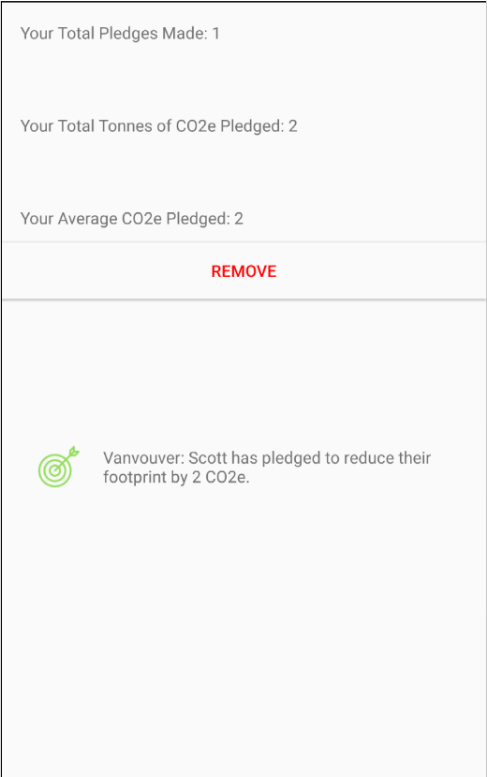 Your Total Pledges Made: 1
Your Total Tonnes of CO2e Pledged: 2
Your Average CO2e Pledged: 2
REMOVE
Vanvouver: Scott has pledged to reduce their
footprint by 2 CO2e.